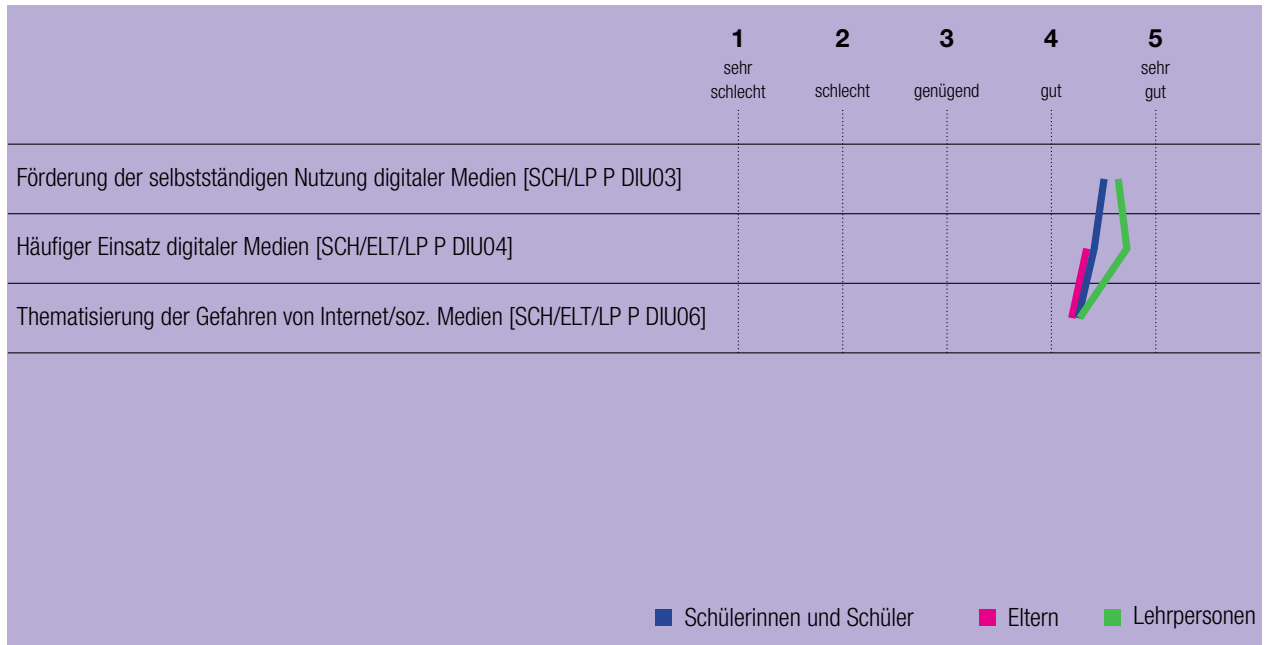 1 2 3 4 5
sehr sehr
schlecht schlecht genügend gut gut
Förderung der selbstständigen Nutzung digitaler Medien [SCH/LP P DIU03]
Häufiger Einsatz digitaler Medien [SCH/ELT/LP P DIU04]
Thematisierung der Gefahren von Internet/soz. Medien [SCH/ELT/LP P DIU06]
Schülerinnen und Schüler Eltern Lehrpersonen